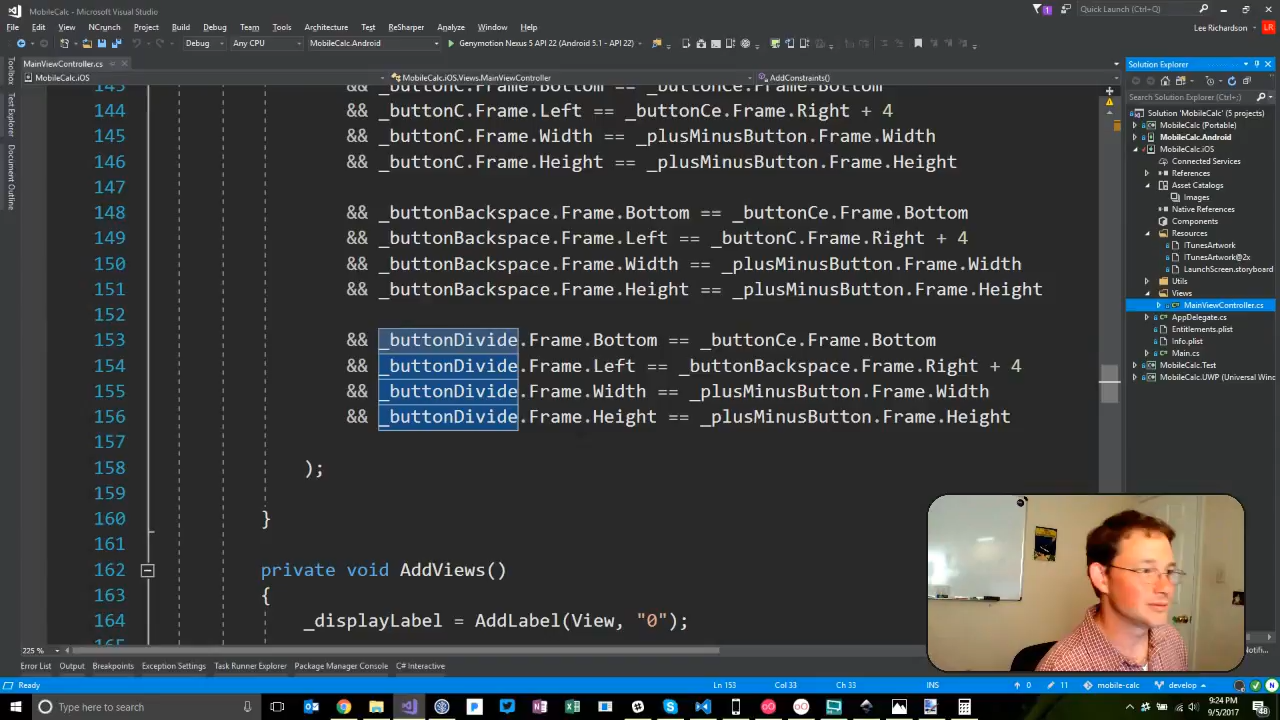 MobileCalc - Microsoft Visual Studio
Quick Launch (Ctrl+Q)
File Edit View NCrunch Project Build Debug Team Tools Architecture Test ReSharper Analyze Window Help
Lee Richardson LR
Debug Any CPU MobileCalc.Android Genymotion Nexus 5 API 22 (Android 5.1 - API 22)
MainViewController.cs
MobileCalc.iOS MobileCalc.iOS.Views.MainViewController AddConstraints()
143 && _buttonC.Frame.Bottom == _buttonCe.Frame.Bottom
144 && _buttonC.Frame.Left == _buttonCe.Frame.Right + 4
145 && _buttonC.Frame.Width == _plusMinusButton.Frame.Width
146 && _buttonC.Frame.Height == _plusMinusButton.Frame.Height
147
148 && _buttonBackspace.Frame.Bottom == _buttonCe.Frame.Bottom
149 && _buttonBackspace.Frame.Left == _buttonC.Frame.Right + 4
150 && _buttonBackspace.Frame.Width == _plusMinusButton.Frame.Width
151 && _buttonBackspace.Frame.Height == _plusMinusButton.Frame.Height
152
153 && _buttonDivide.Frame.Bottom == _buttonCe.Frame.Bottom
154 && _buttonDivide.Frame.Left == _buttonBackspace.Frame.Right + 4
155 && _buttonDivide.Frame.Width == _plusMinusButton.Frame.Width
156 && _buttonDivide.Frame.Height == _plusMinusButton.Frame.Height
157
158 );
159
160 }
161
162 private void AddViews()
163 {
164 _displayLabel = AddLabel(View, "0");
225 %
Toolbox
Test Explorer
Document Outline
Solution Explorer
Search Solution Explorer (Ctrl+;)
Solution 'MobileCalc' (5 projects)
MobileCalc (Portable)
MobileCalc.Android
MobileCalc.iOS
Connected Services
References
Asset Catalogs
Images
Native References
Components
Resources
iTunesArtwork
iTunesArtwork@2x
LaunchScreen.storyboard
Utils
Views
MainViewController.cs
AppDelegate.cs
Entitlements.plist
Info.plist
Main.cs
MobileCalc.Test
MobileCalc.UWP (Universal Wind
Error List Output Breakpoints Exception Settings Task Runner Explorer Package Manager Console C# Interactive
Notifi...
Ready Ln 153 Col 33 Ch 33 INS 0 11 mobile-calc develop
Type here to search
9:24 PM
9/5/2017